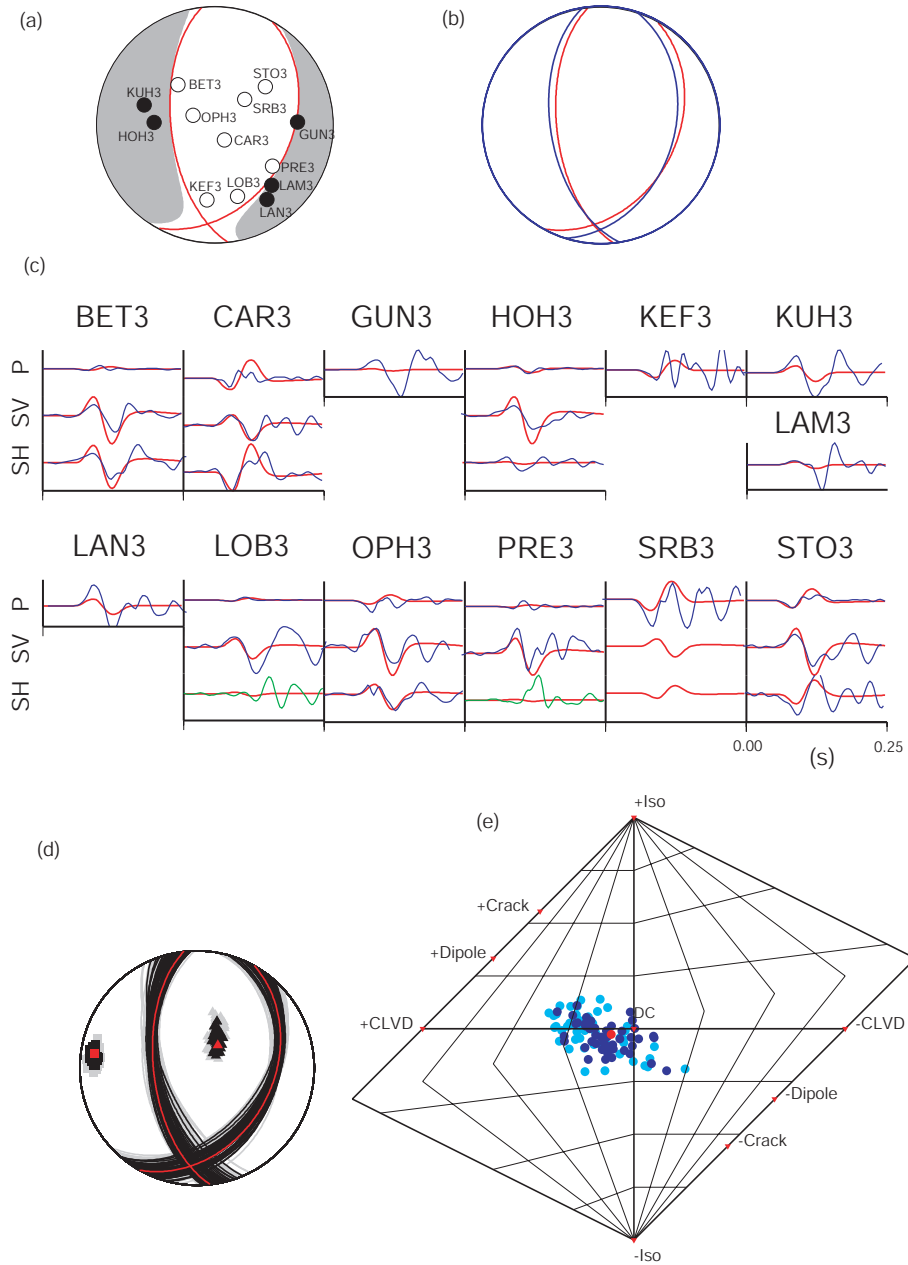 (a)
(b)
STO3
BET3
KUH3
SRB3
OPH3
HOH3
GUN3
CAR3
PRE3
KEF3
LOB3
LAM3
LAN3
(c)
BET3 CAR3 GUN3 HOH3 KEF3 KUH3
P
SV
LAM3
SH
LAN3 LOB3 OPH3 PRE3 SRB3 STO3
P
SV
SH
0.00 0.25
(s)
(d)
(e)
+Iso
+Crack
+Dipole
+CLVD
DC
-CLVD
-Dipole
-Crack
-Iso